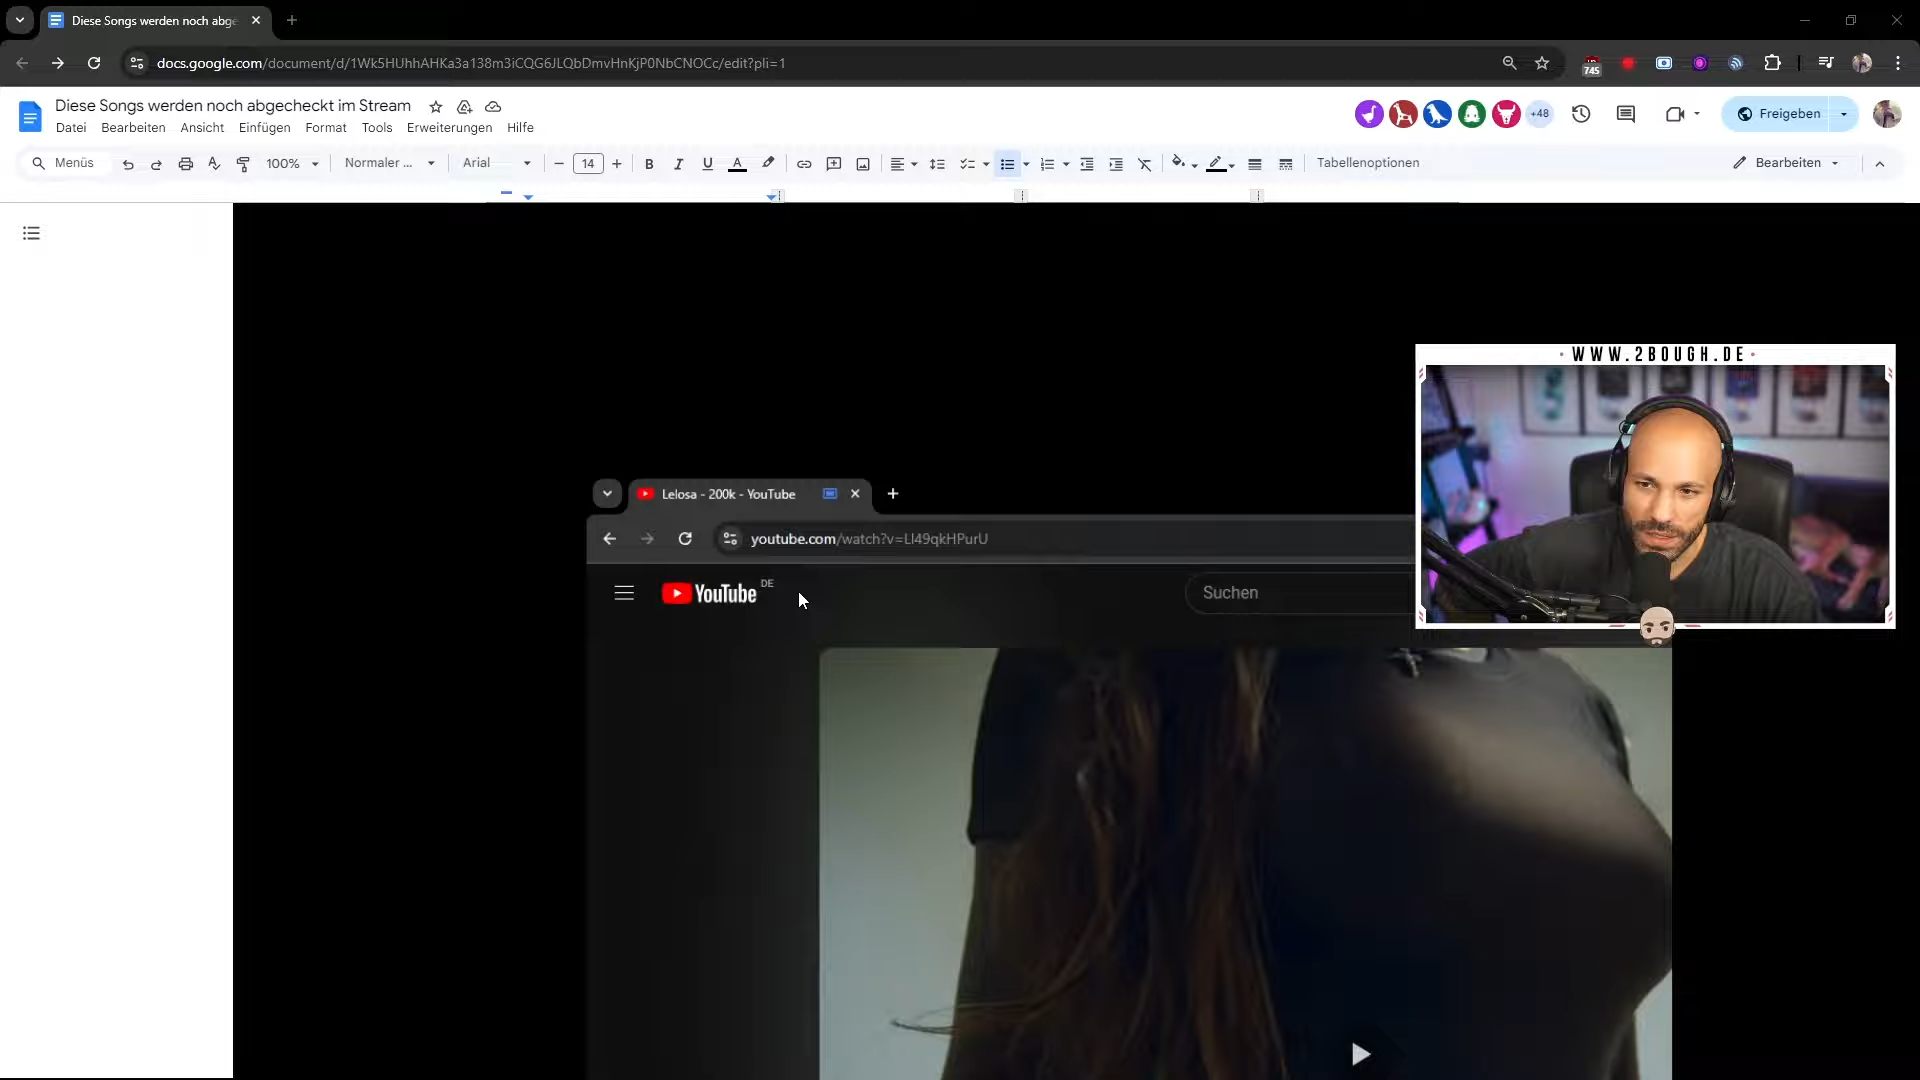 Diese Songs werden noch abge
docs.google.com/document/d/1Wk5HUhhAHKa3a138m3iCQG6JLQbDmvHnKjP0NbCNOCc/edit?pli=1
745
Diese Songs werden noch abgecheckt im Stream
Datei Bearbeiten Ansicht Einfügen Format Tools Erweiterungen Hilfe
+48
Freigeben
Menüs
100%
Normaler ...
Arial
14
Tabellenoptionen
Bearbeiten
WWW.2BOUGH.DE
Lelosa - 200k - YouTube
youtube.com/watch?v=Ll49qkHPurU
YouTube DE
Suchen